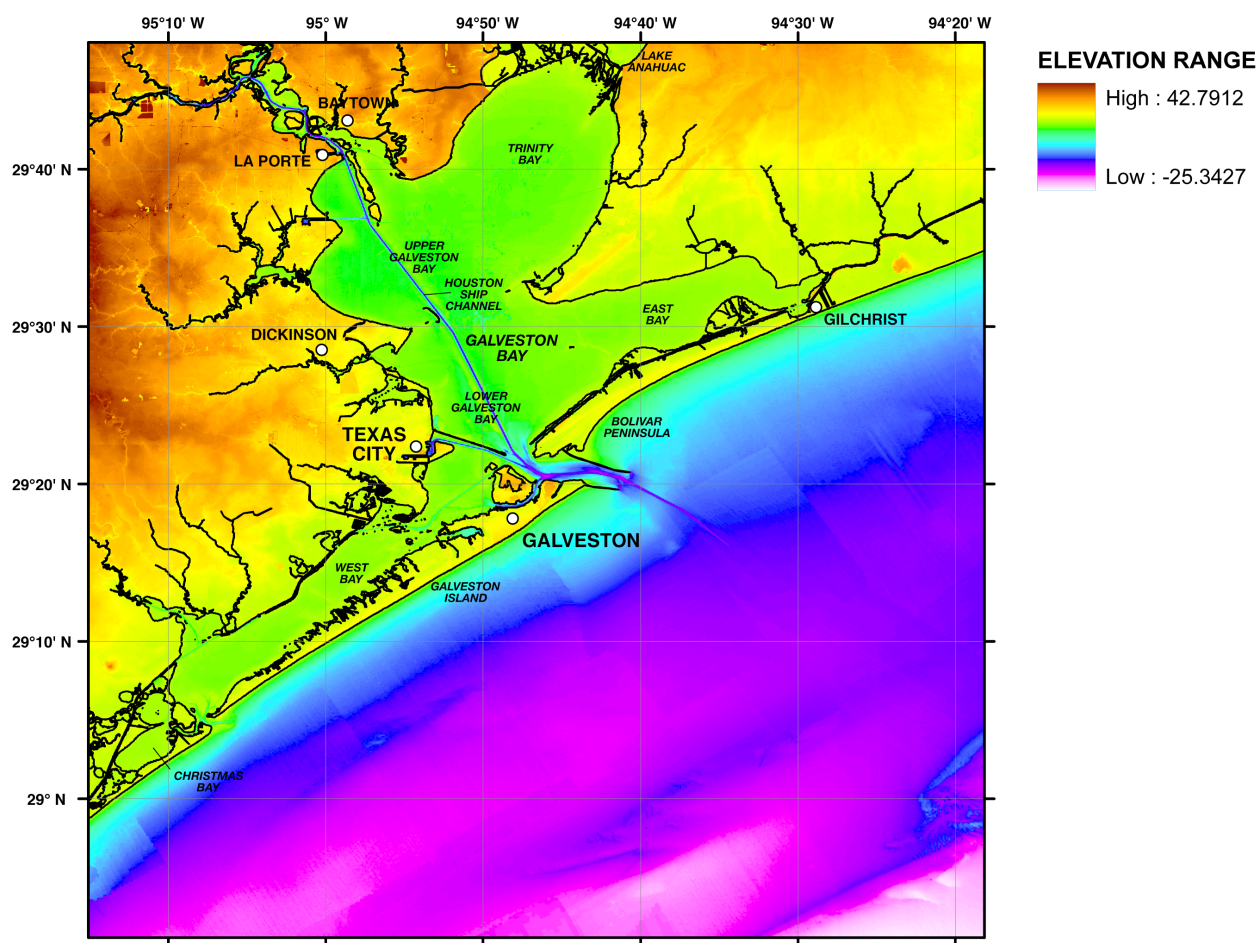 95°10' W
95° W
94°50' W
94°40' W
94°30' W
94°20' W
ELEVATION RANGE
High : 42.7912
Low : -25.3427
LAKE
ANAHUAC
BAYTOWN
LA PORTE
TRINITY
BAY
29°40' N
UPPER
GALVESTON
BAY
HOUSTON
SHIP
CHANNEL
EAST
BAY
GILCHRIST
29°30' N
DICKINSON
GALVESTON
BAY
LOWER
GALVESTON
BAY
BOLIVAR
PENINSULA
TEXAS
CITY
29°20' N
GALVESTON
WEST
BAY
GALVESTON
ISLAND
29°10' N
CHRISTMAS
BAY
29° N